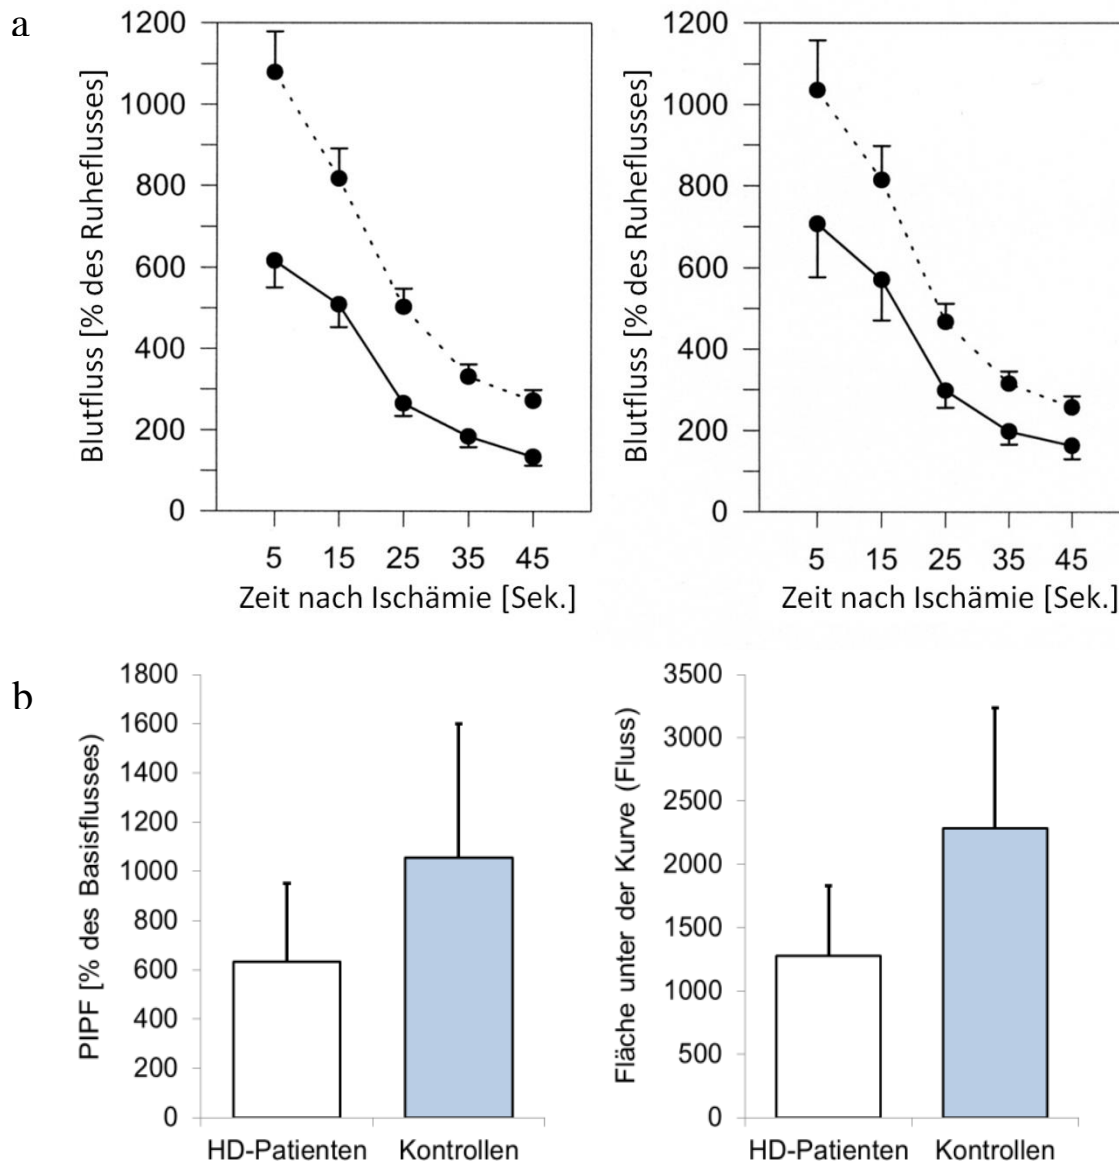 a
Blutfluss [% des Ruheflusses]
1200
1000
800
600
400
200
0
5 15 25 35 45
Zeit nach Ischämie [Sek.]
Blutfluss [% des Ruheflusses]
1200
1000
800
600
400
200
0
5 15 25 35 45
Zeit nach Ischämie [Sek.]
b
PIPF [% des Basisflusses)
1800
1600
1400
1200
1000
800
600
400
200
0
HD-Patienten Kontrollen
Fläche unter der Kurve (Fluss)
3500
3000
2500
2000
1500
1000
500
0
HD-Patienten Kontrollen